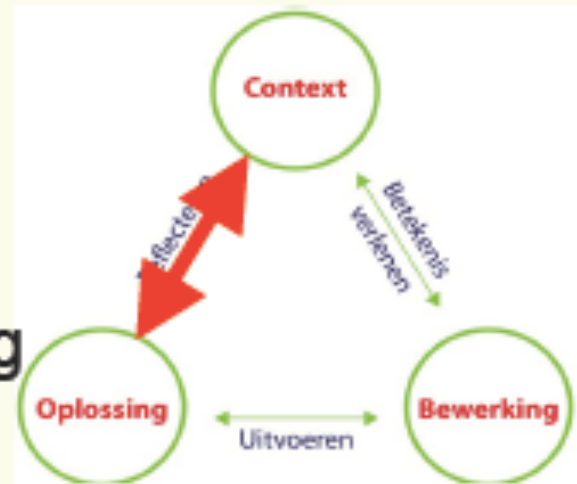 Context
Betekenis
verlenen
g
Oplossing
Uitvoeren
Bewerking